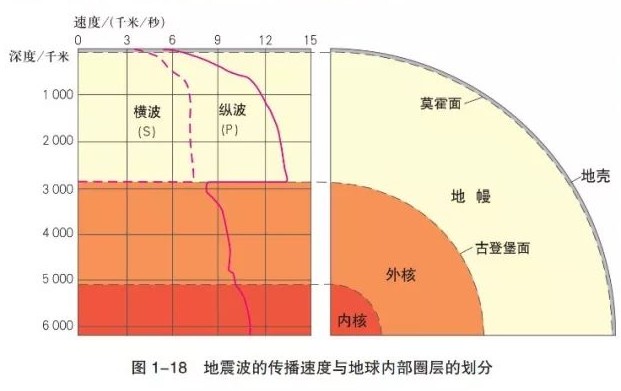 速度/(千米/秒)
0 3 6 9 12 15
深度/千米
1 000
2 000
3 000
4 000
5 000
6 000
横波
(S)
纵波
(P)
莫霍面
地壳
地幔
古登堡面
外核
内核
图 1-18 地震波的传播速度与地球内部圈层的划分